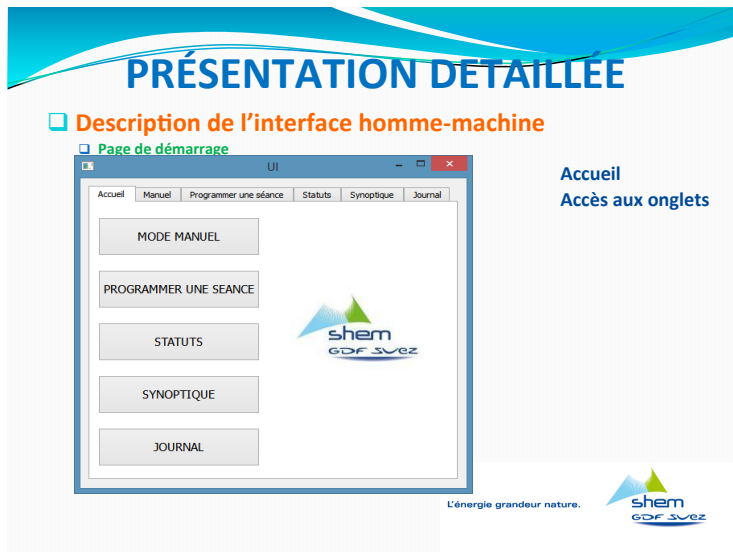 PRÉSENTATION DETAILLÉE
Description de l'interface homme-machine
Page de démarrage
UI
Accueil
Manuel
Programmer une séance
Statuts
Synoptique
Journal
MODE MANUEL
PROGRAMMER UNE SEANCE
STATUTS
SYNOPTIQUE
JOURNAL
shem
GDF SVEZ
Accueil
Accès aux onglets
L'énergie grandeur nature.
shem
GDF SVEZ